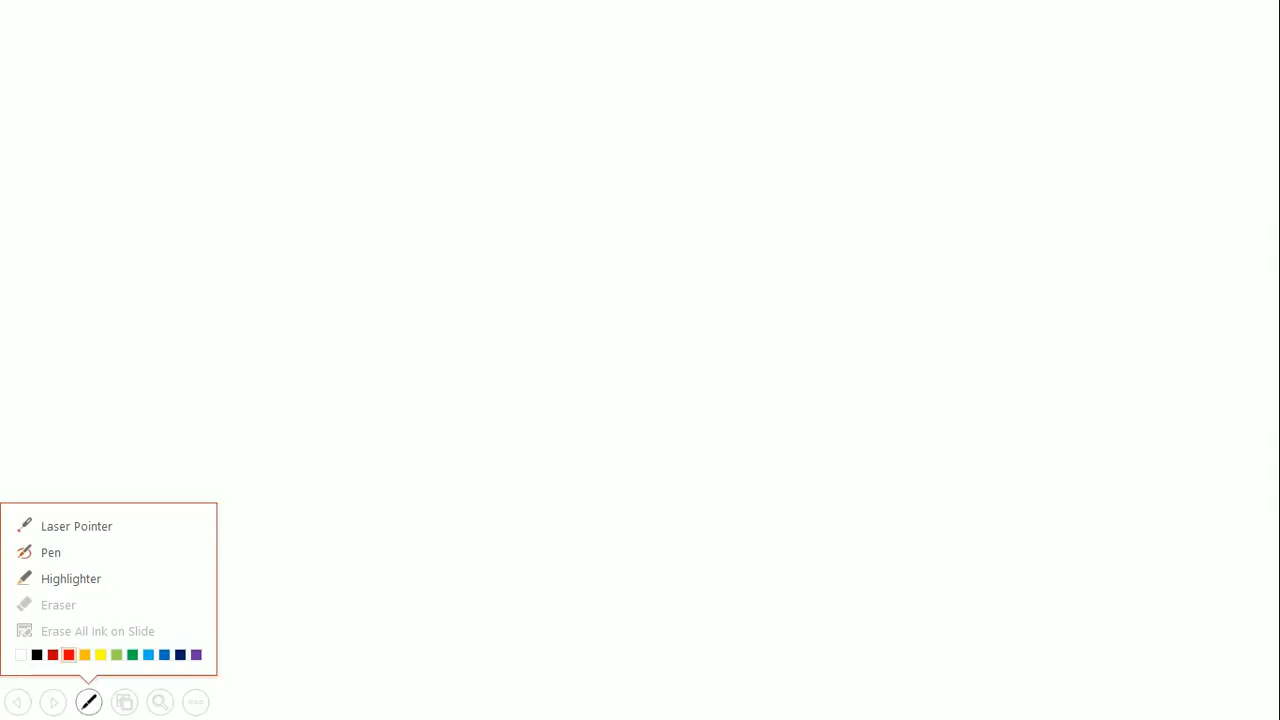 Laser Pointer
Pen
Highlighter
Eraser
Erase All Ink on Slide